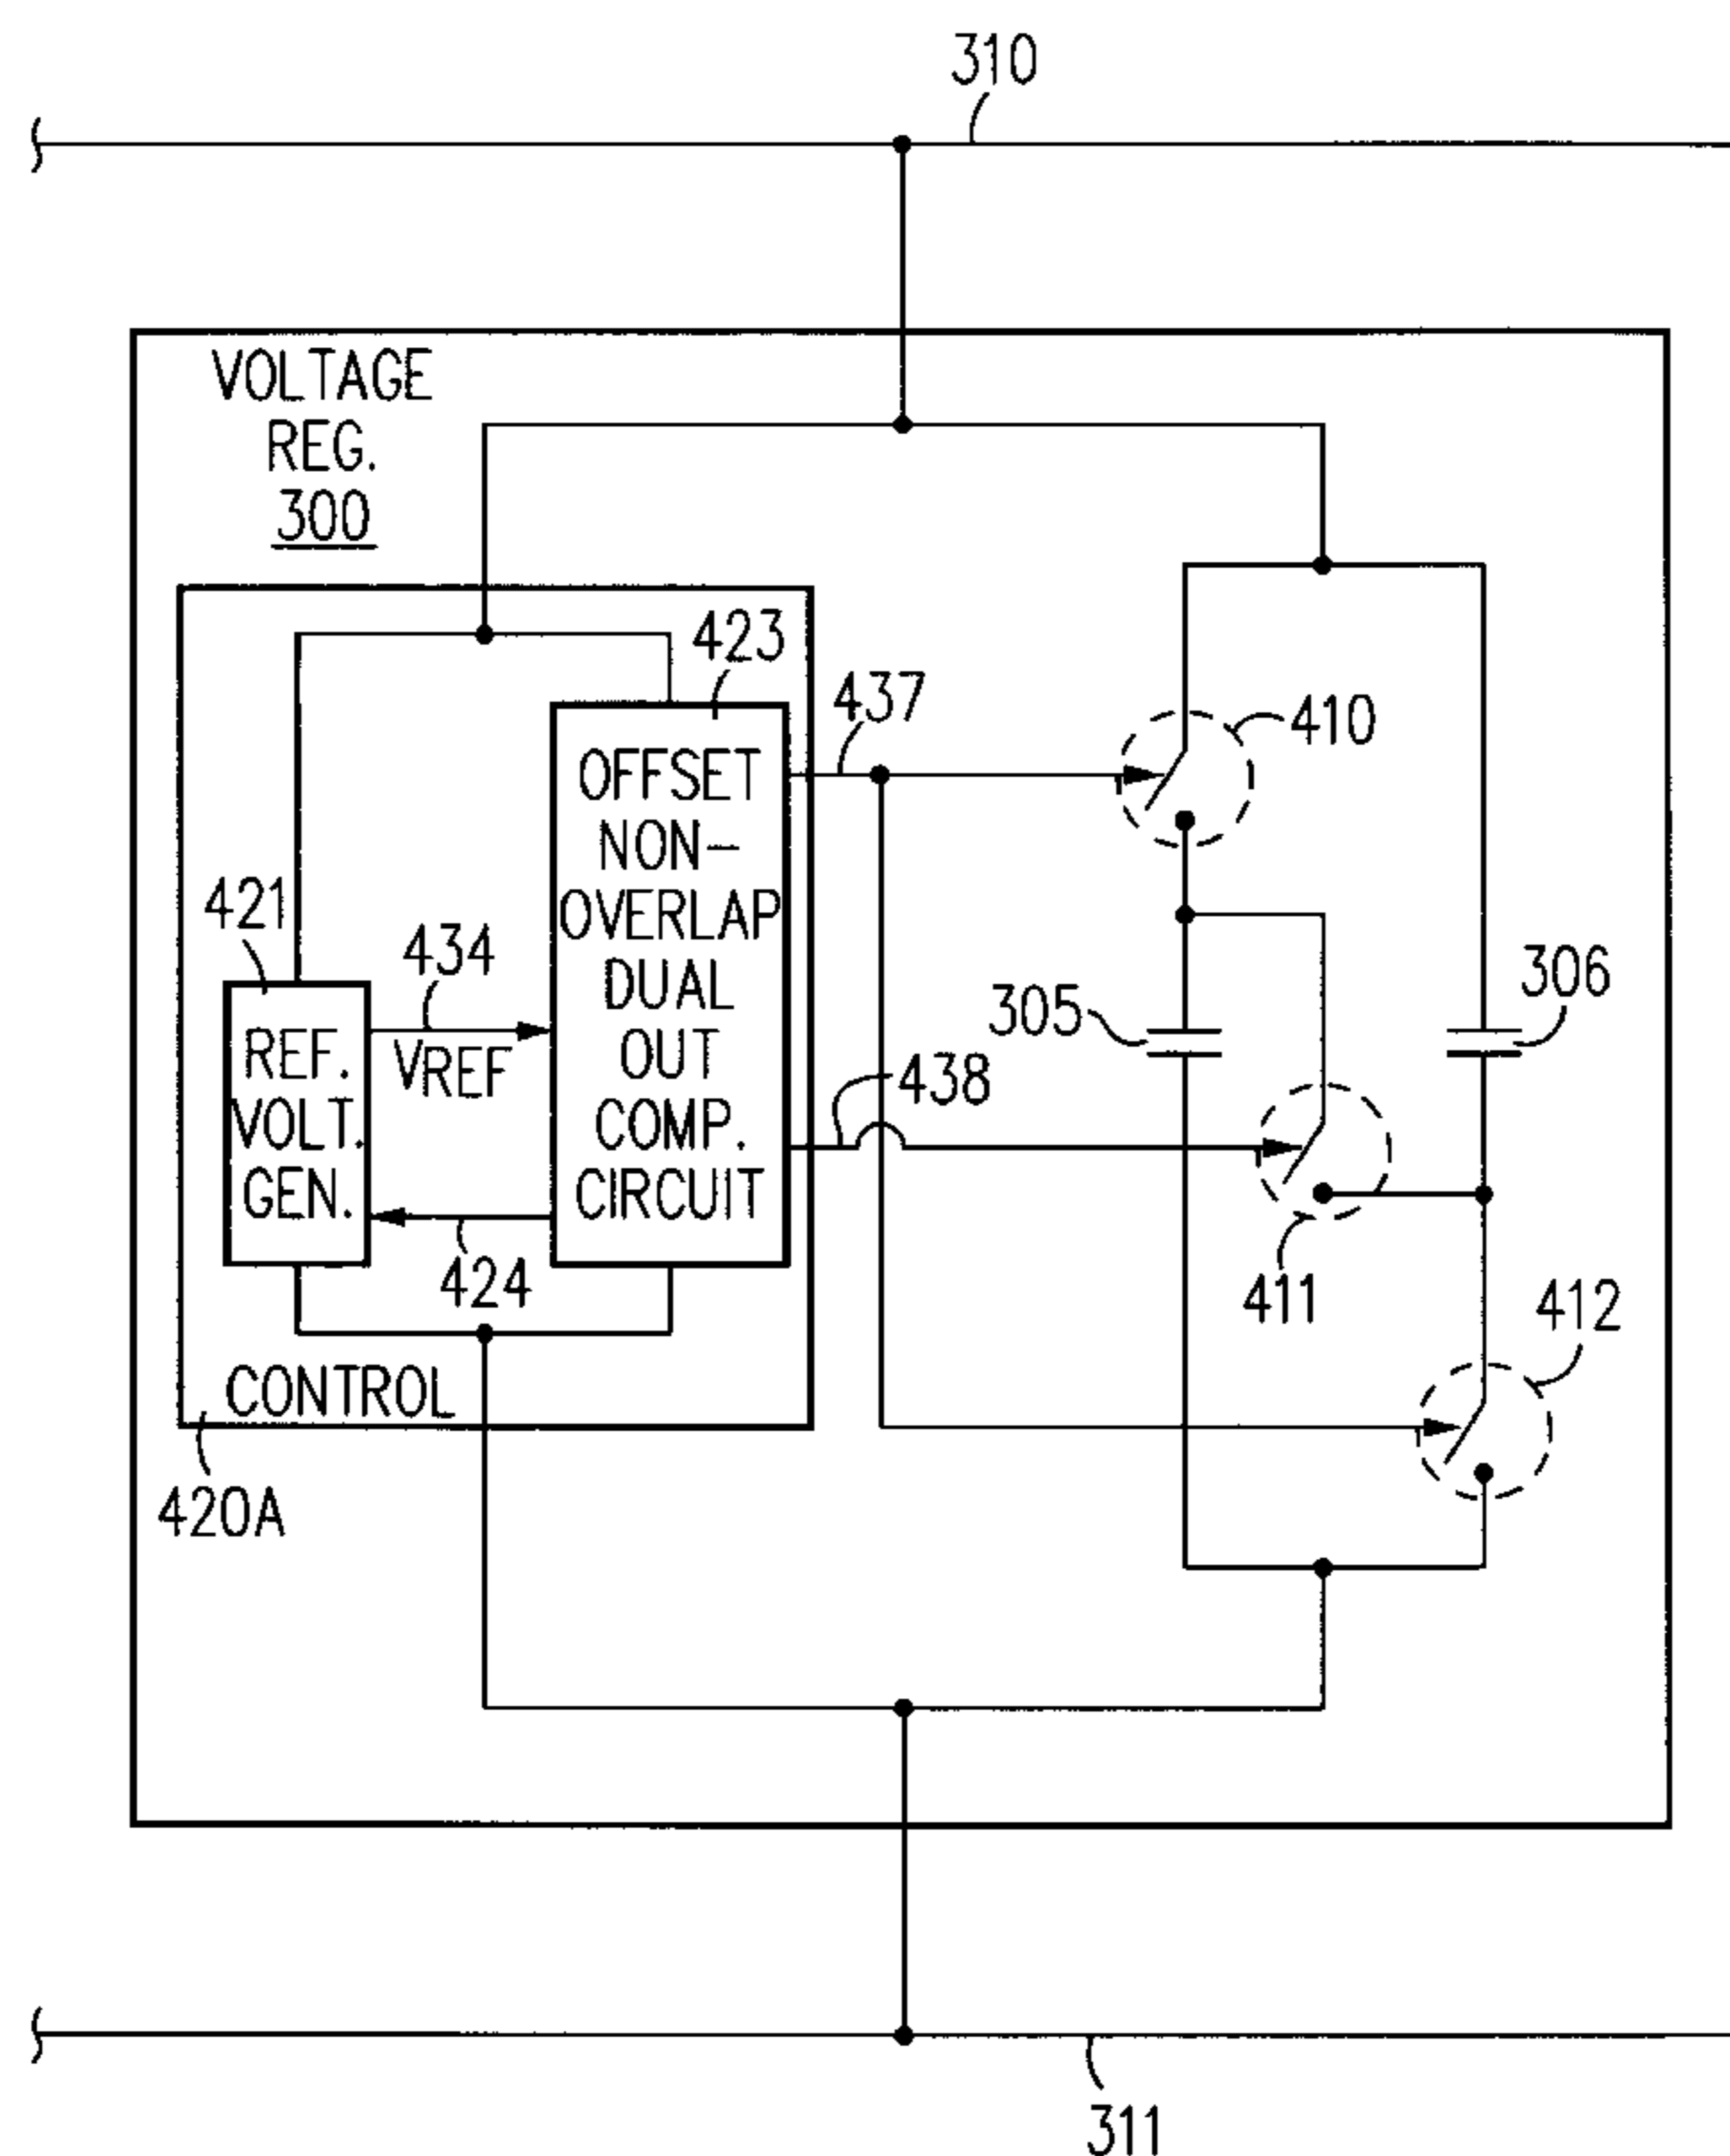 310
VOLTAGE
REG.
300
423
437
410
OFFSET
NON-
OVERLAP
DUAL
OUT
COMP.
CIRCUIT
421
434
VREF
REF.
VOLT.
GEN.
305
306
438
424
411
412
CONTROL
420A
311